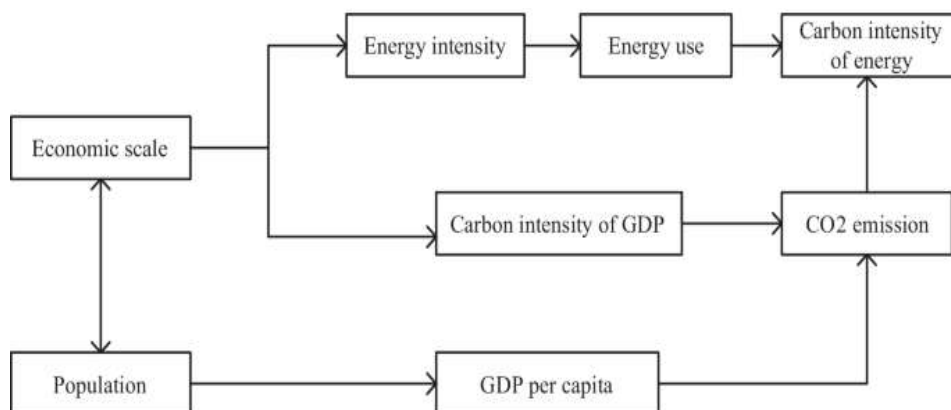 Energy intensity
Energy use
Carbon intensity
of energy
Economic scale
Carbon intensity of GDP
CO2 emission
Population
GDP per capita